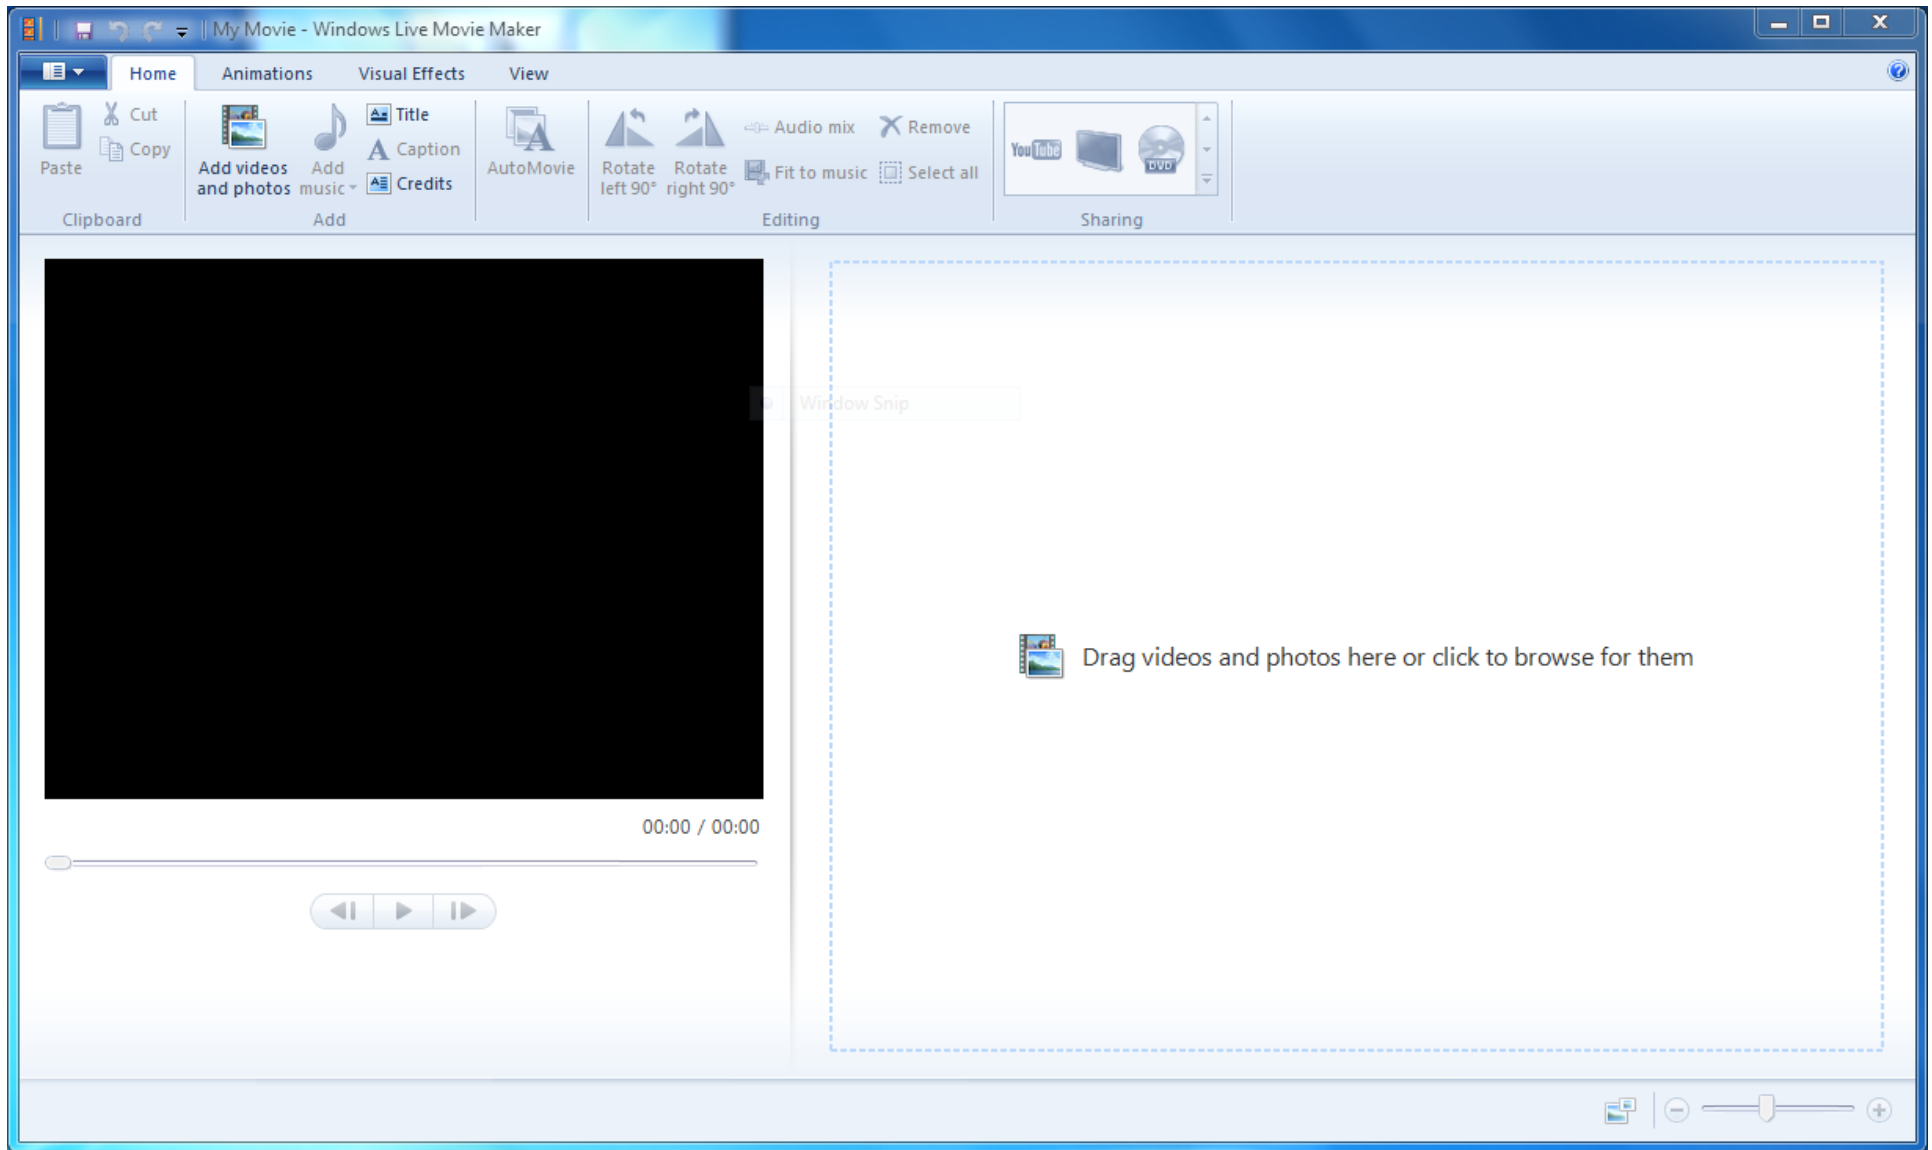 My Movie - Windows Live Movie Maker
Home Animations Visual Effects View
Paste
Cut
Copy
Clipboard
Add videos and photos
Add music
Title
Caption
Credits
Add
AutoMovie
Rotate left 90°
Rotate right 90°
Audio mix
Fit to music
Remove
Select all
Editing
YouTube
DVD
Sharing
Window Snip
Drag videos and photos here or click to browse for them
00:00 / 00:00